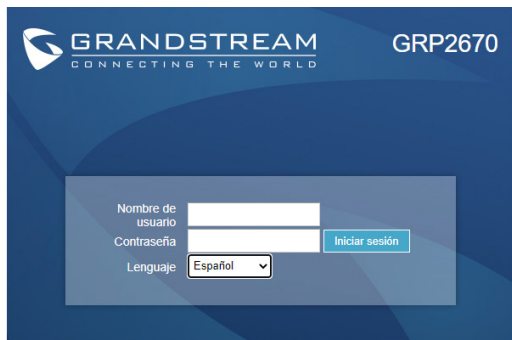 GRANDSTREAM
CONNECTING THE WORLD
GRP2670
Nombre de
usuario
Contraseña
Iniciar sesión
Lenguaje
Español